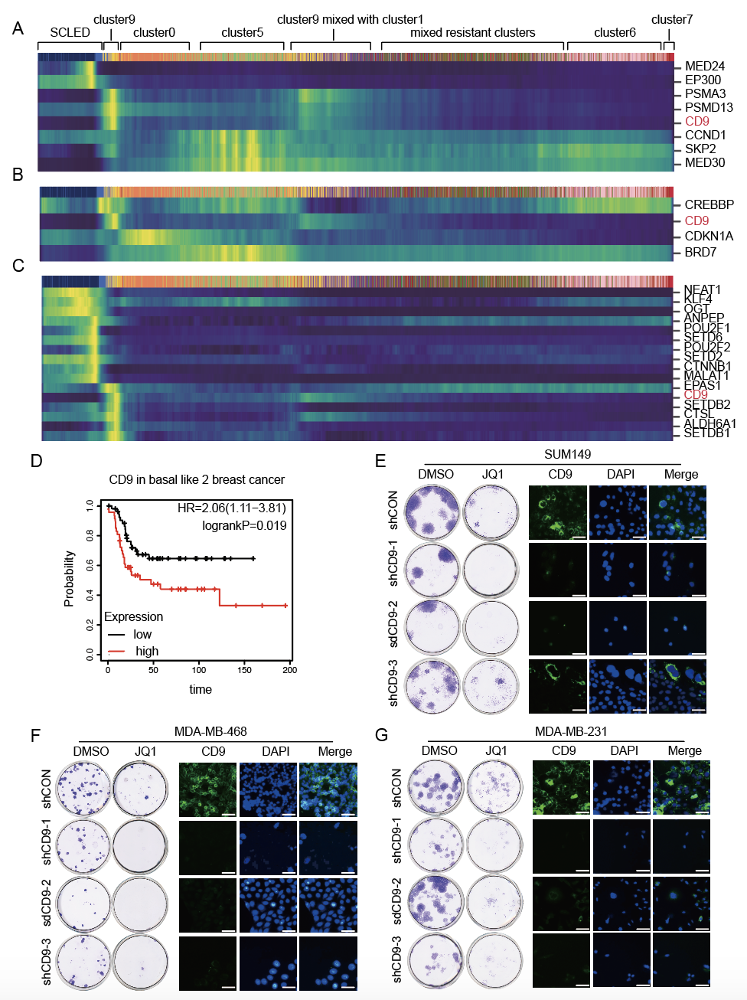 A
cluster9
cluster9 mixed with cluster1
cluster7
SCLED
cluster0
cluster5
mixed resistant clusters
cluster6
MED24
EP300
PSMA3
PSMD13
CD9
CCND1
SKP2
MED30
B
CREBBP
CD9
CDKN1A
BRD7
C
NEAT1
KLF4
OGT
ANPEP
POU2F1
SETD6
POU2F2
SETD2
CTNNB1
MALAT1
EPAS1
CD9
SETDB2
CTSL
ALDH6A1
SETDB1
D
CD9 in basal like 2 breast cancer
HR=2.06(1.11−3.81)
logrankP=0.019
Probability
1.0
0.8
0.6
0.4
0.2
0.0
Expression
low
high
0 50 100 150 200
time
E
SUM149
DMSO JQ1 CD9 DAPI Merge
shCON
shCD9-1
sdCD9-2
shCD9-3
F
MDA-MB-468
DMSO JQ1 CD9 DAPI Merge
shCON
shCD9-1
sdCD9-2
shCD9-3
G
MDA-MB-231
DMSO JQ1 CD9 DAPI Merge
shCON
shCD9-1
sdCD9-2
shCD9-3